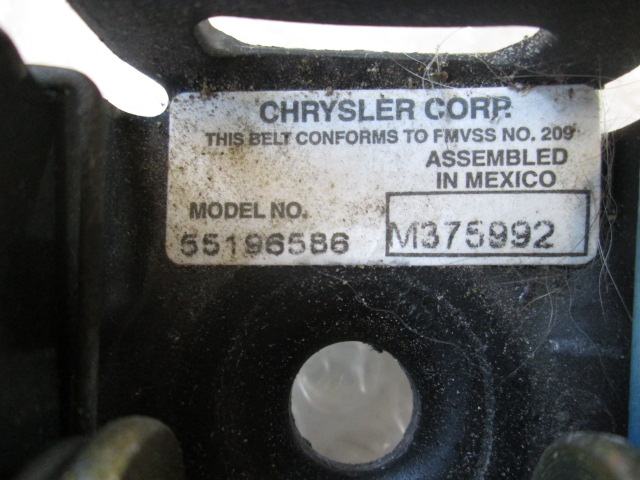 CHRYSLER CORP.
THIS BELT CONFORMS TO FMVSS NO. 209
ASSEMBLED
IN MEXICO
MODEL NO.
55196586
M375992